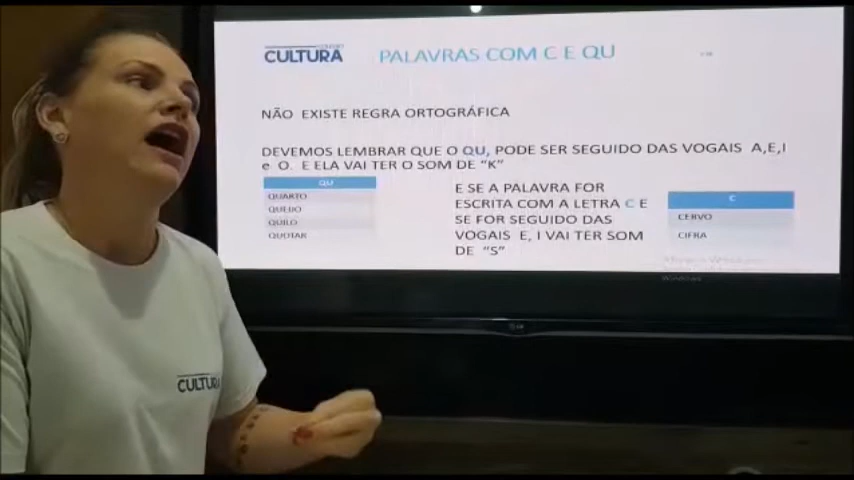 CULTURA
PALAVRAS COM C E QU
NÃO EXISTE REGRA ORTOGRÁFICA
DEVEMOS LEMBRAR QUE O QU, PODE SER SEGUIDO DAS VOGAIS A,E,I
e O. E ELA VAI TER O SOM DE "K"
QU
QUARTO
QUEIJO
QUILO
QUOTAR
E SE A PALAVRA FOR
ESCRITA COM A LETRA C E
SE FOR SEGUIDO DAS
VOGAIS E, I VAI TER SOM
DE "S"
C
CERVO
CIFRA
Windows
CULTURA